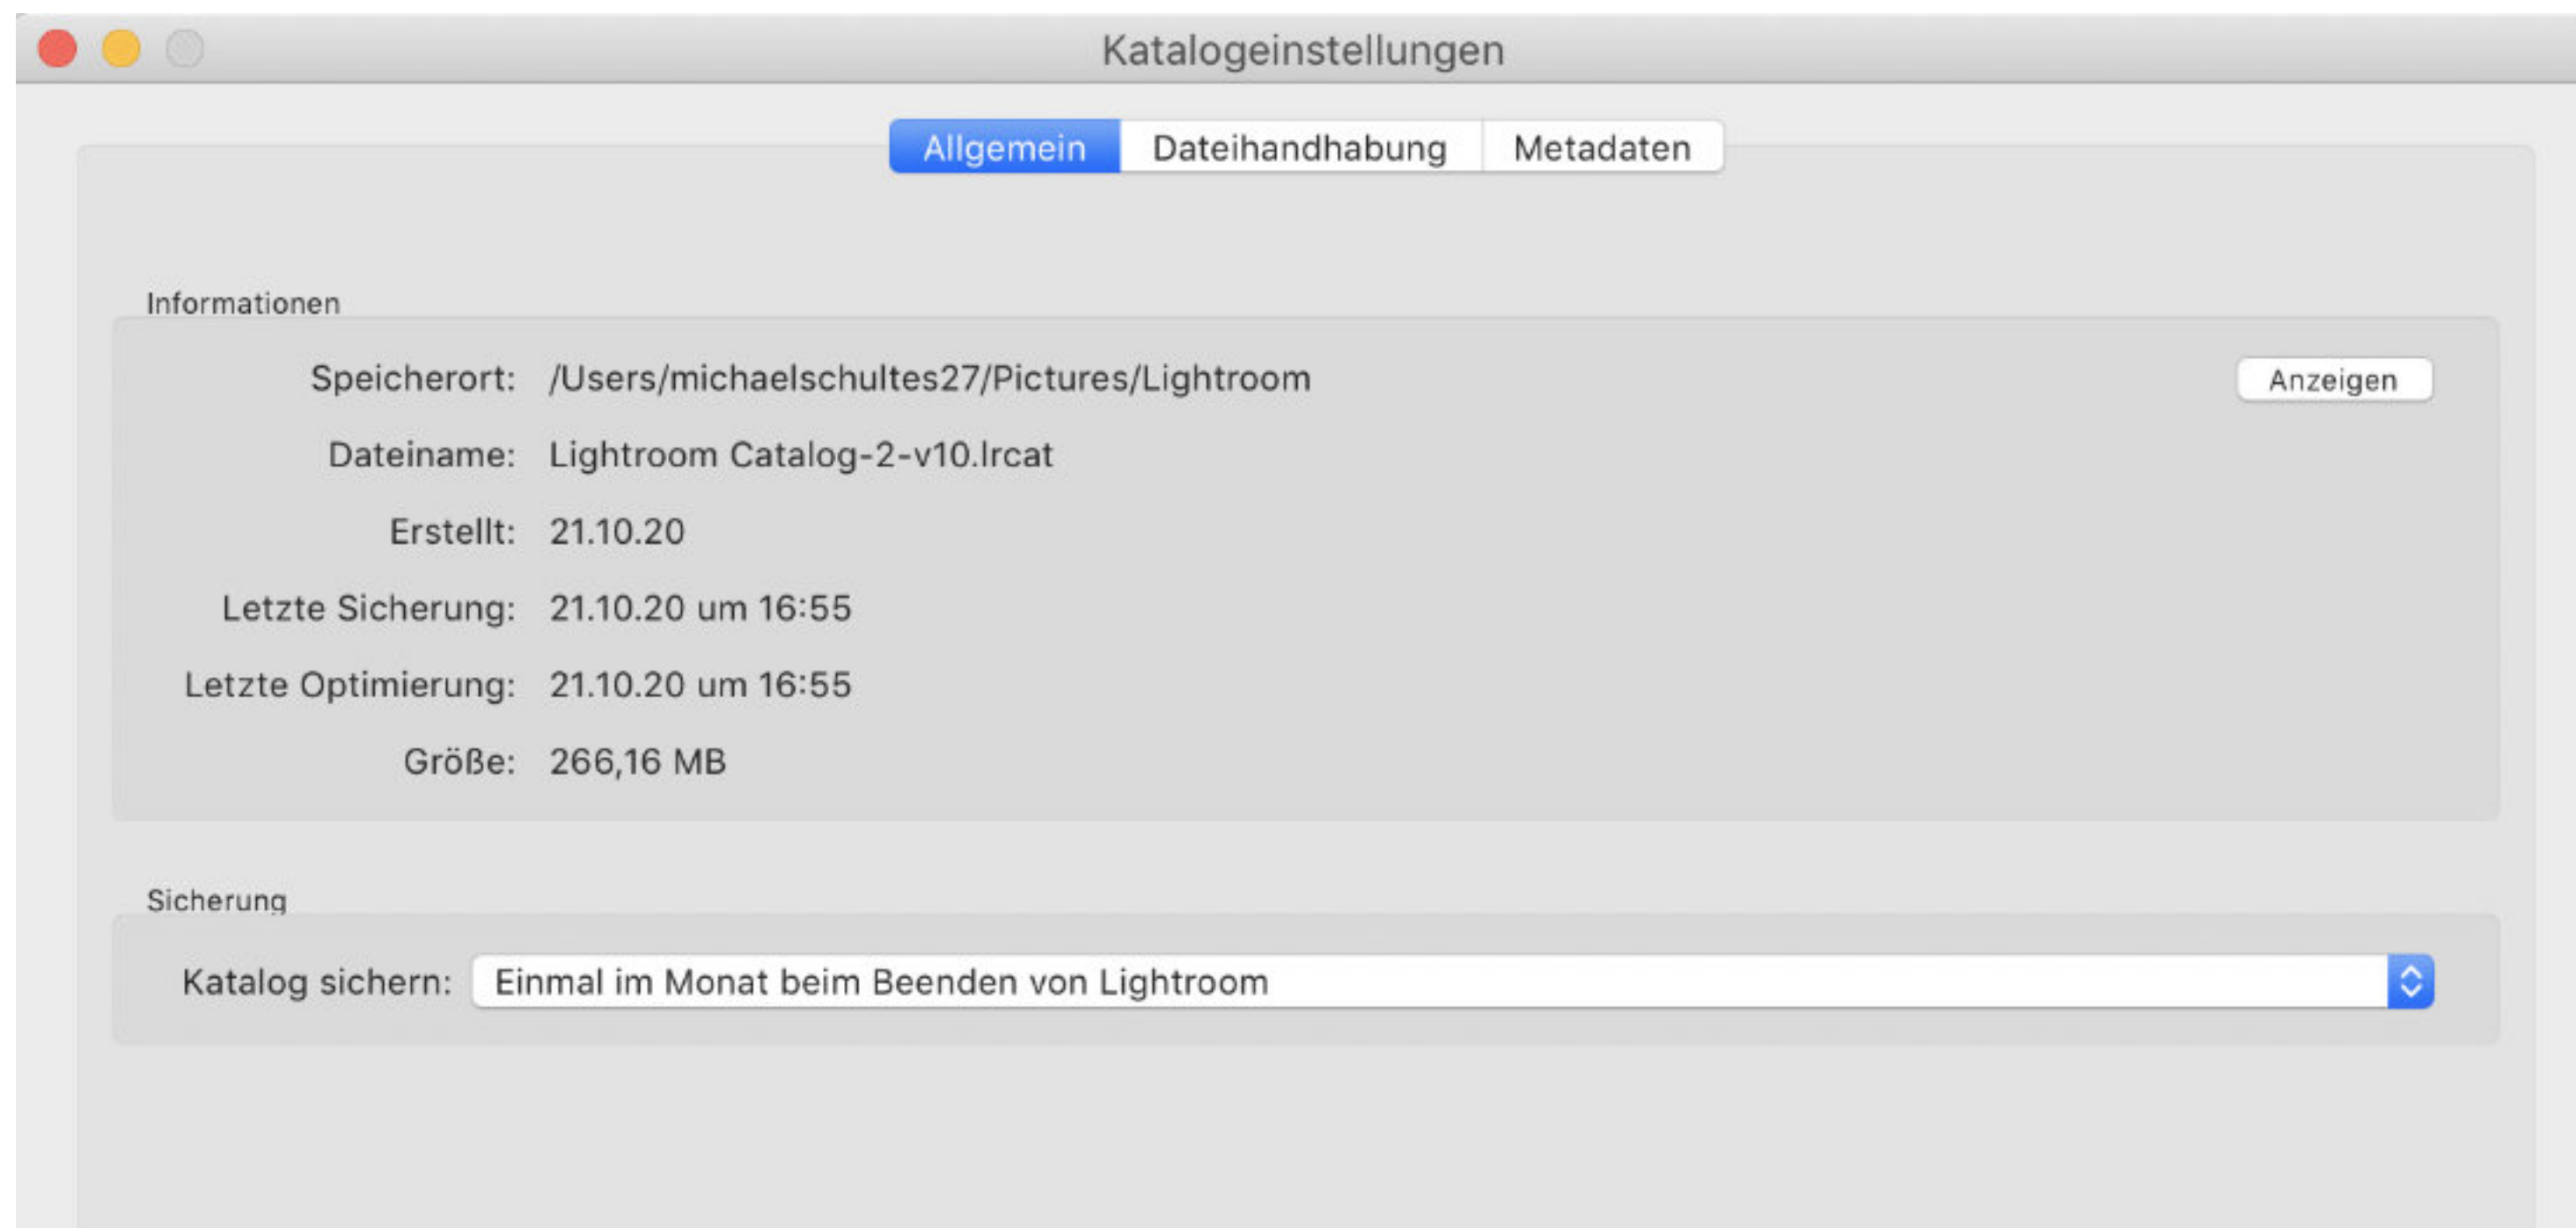 Katalogeinstellungen
Allgemein Dateihandhabung Metadaten
Informationen
Speicherort: /Users/michaelschultes27/Pictures/Lightroom Anzeigen
Dateiname: Lightroom Catalog-2-v10.lrcat
Erstellt: 21.10.20
Letzte Sicherung: 21.10.20 um 16:55
Letzte Optimierung: 21.10.20 um 16:55
Größe: 266,16 MB
Sicherung
Katalog sichern: Einmal im Monat beim Beenden von Lightroom